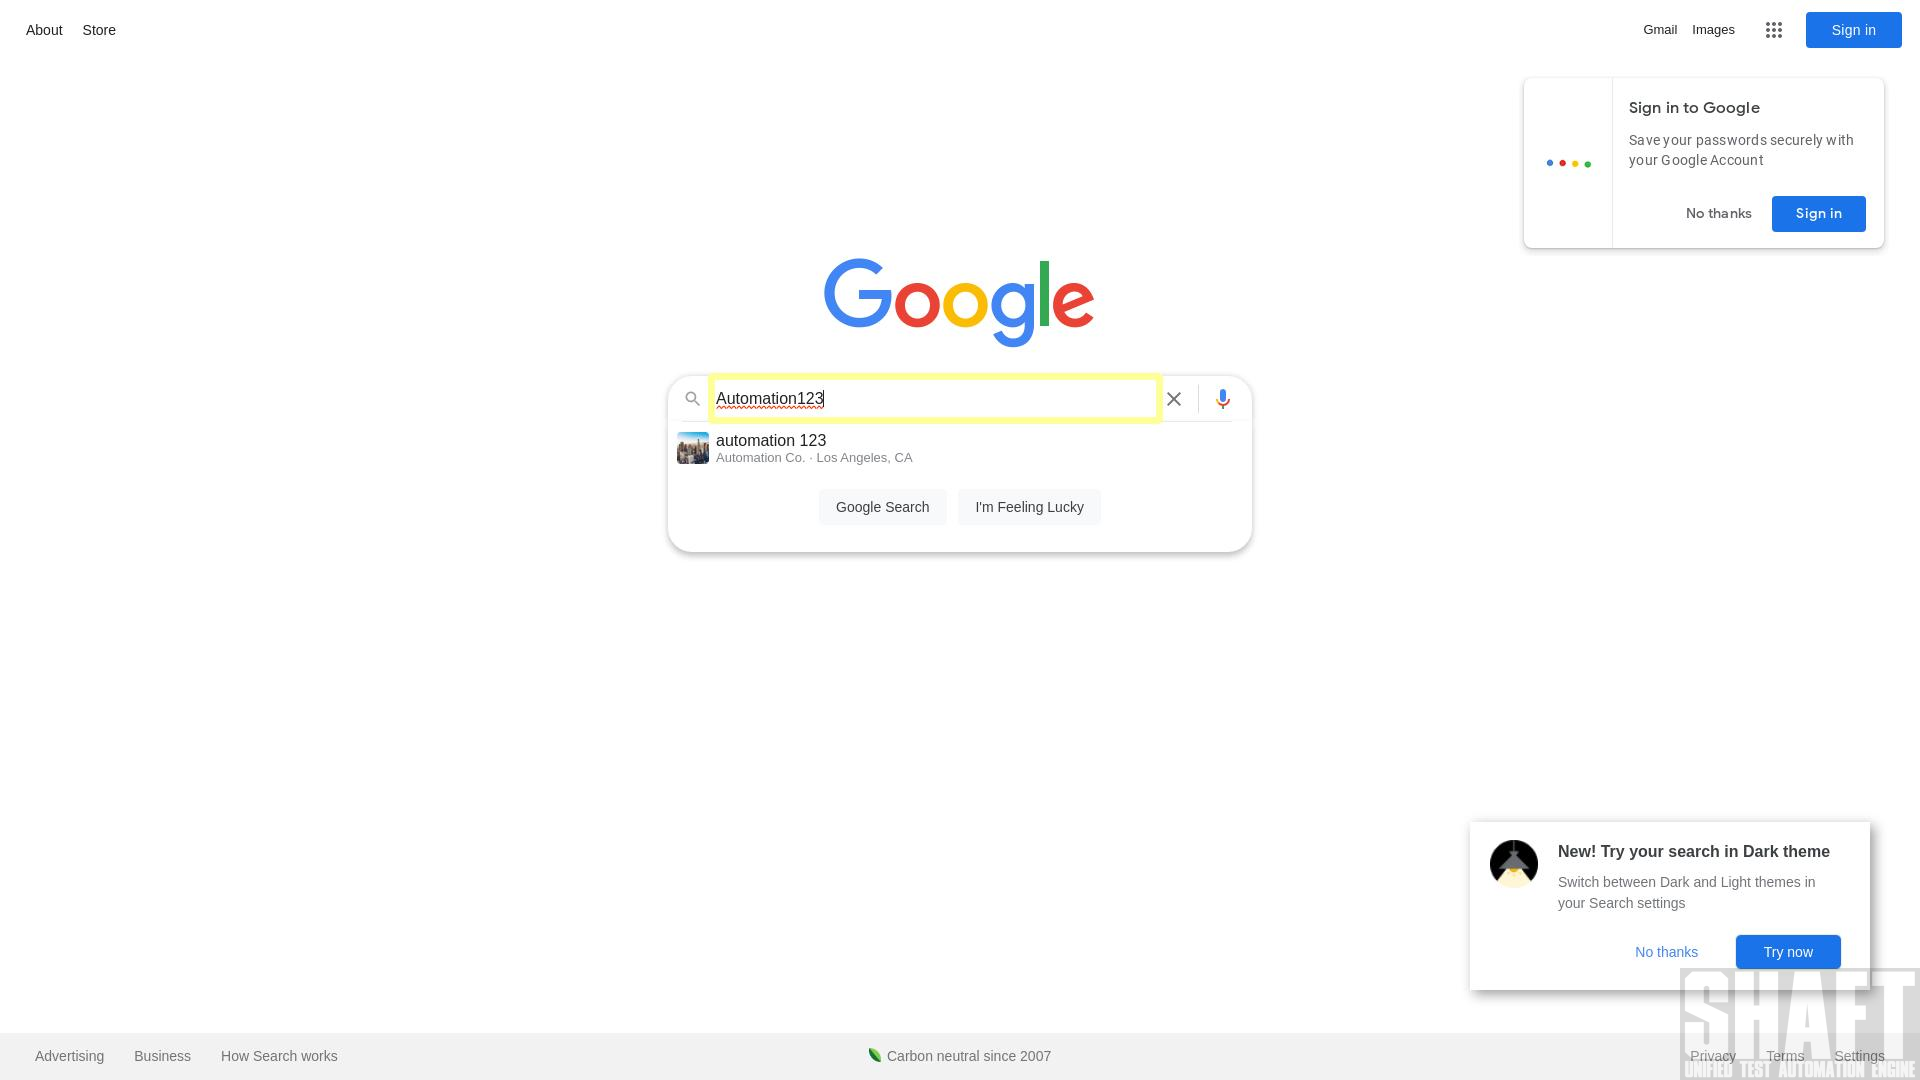 About Store
Gmail Images Sign in
Sign in to Google
Save your passwords securely with
your Google Account
No thanks Sign in
Google
Automation123
automation 123
Automation Co. · Los Angeles, CA
Google Search I'm Feeling Lucky
New! Try your search in Dark theme
Switch between Dark and Light themes in
your Search settings
No thanks Try now
Advertising Business How Search works Carbon neutral since 2007 Privacy Terms Settings
SHAFT
UNIFIED TEST AUTOMATION ENGINE